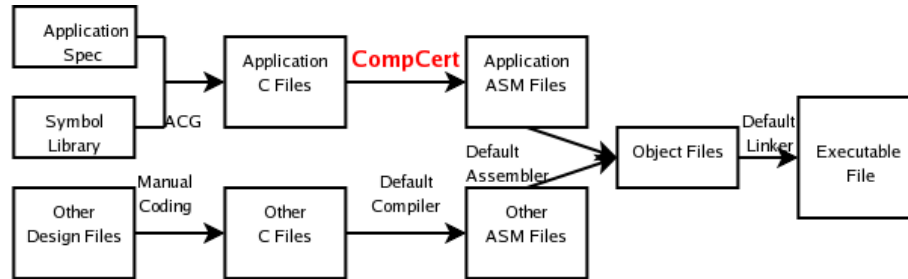 Application
Spec
Symbol
Library
ACG
Application
C Files
CompCert
Application
ASM Files
Other
Design Files
Manual
Coding
Other
C Files
Default
Compiler
Other
ASM Files
Default
Assembler
Object Files
Default
Linker
Executable
File